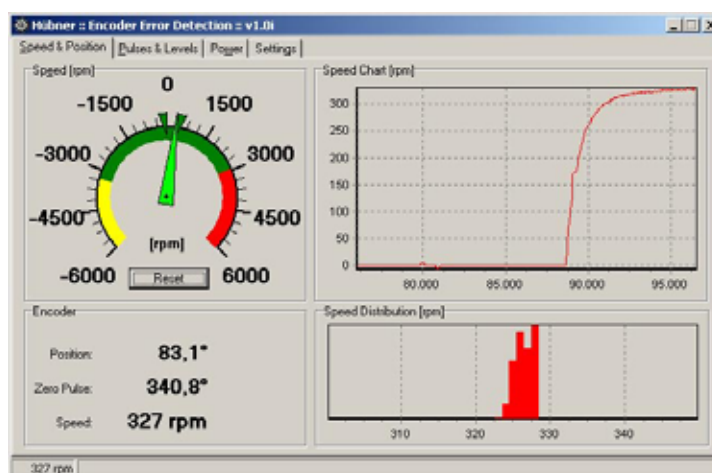 Hübner :: Encoder Error Detection :: v1.0i
Speed & Position Pulses & Levels Power Settings
Speed [rpm]
0
-1500 1500
-3000 3000
-4500 4500
[rpm]
-6000 Reset 6000
Speed Chart [rpm]
300
250
200
150
100
50
0
80.000 85.000 90.000 95.000
Encoder
Position: 83,1°
Zero Pulse: 340,8°
Speed: 327 rpm
Speed Distribution [rpm]
310 320 330 340
327 rpm